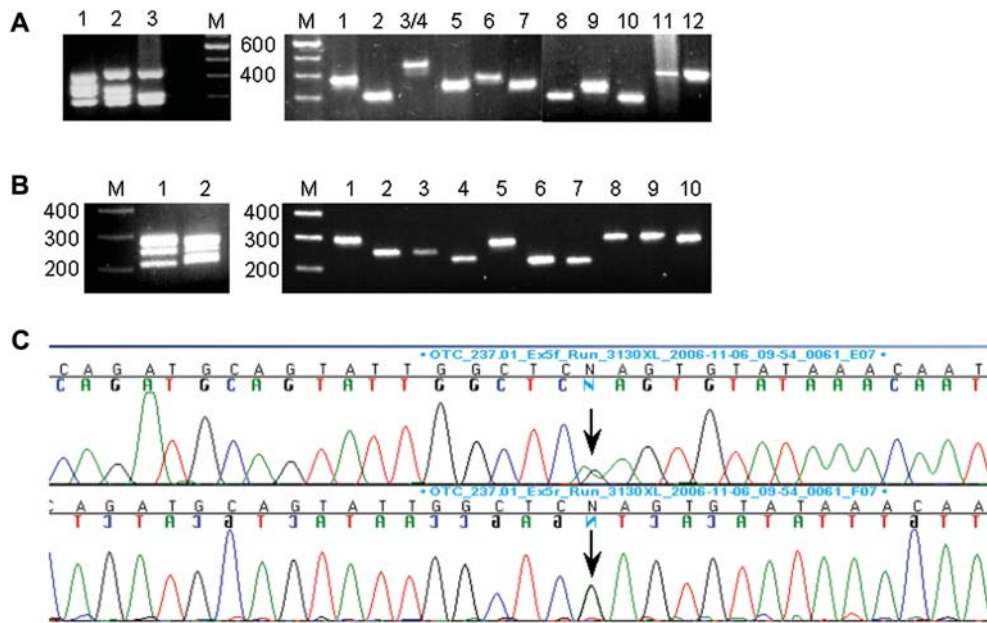 A
1 2 3 M
M 1 2 3/4 5 6 7 8 9 10 11 12
600
400
B
M 1 2
400
300
200
M 1 2 3 4 5 6 7 8 9 10
400
300
200
C
• OTC_237.01_Ex5f_Run_3130XL_2006-11-06_09-54_0061_E07 •
C A G A T G C A G T A T T G G C T C N A G T G T A T A A A C A A T
C A G A T G C A G T A T T G G C T C N A G T G T A T A A A C A A T
• OTC_237.01_Ex5r_Run_3130XL_2006-11-06_09-54_0061_F07 •
C A G A T G C A G T A T T G G C T C N A G T G T A T A A A C A A